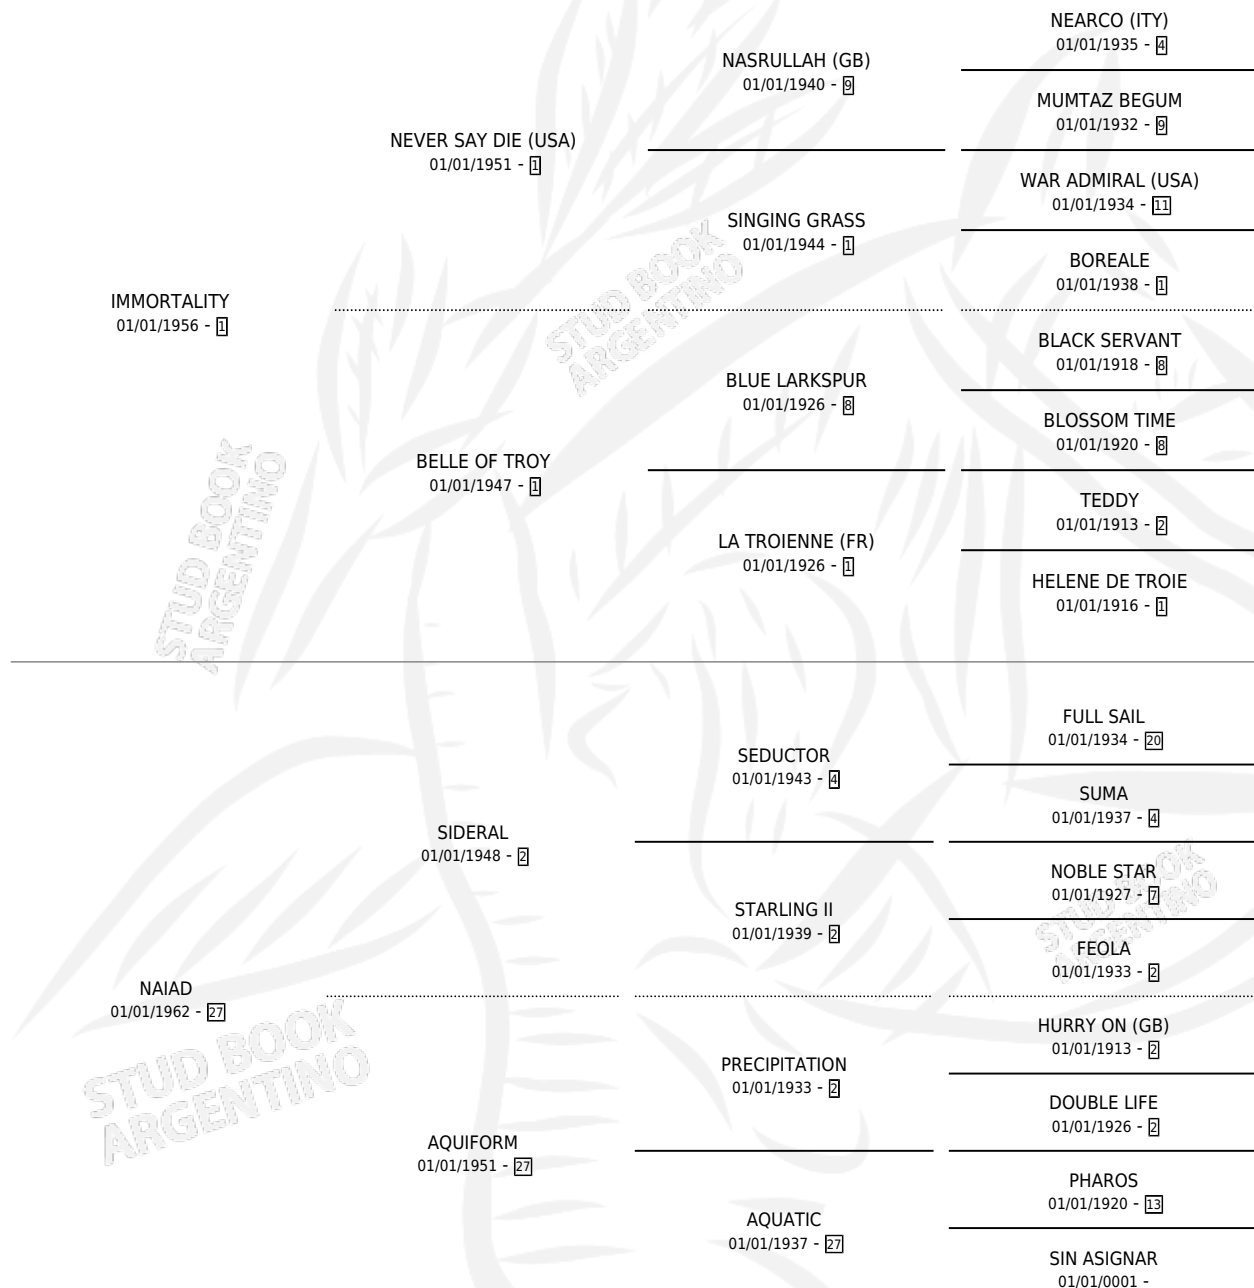 NEARCO (ITY)
01/01/1935 - 4
NASRULLAH (GB)
01/01/1940 - 9
MUMTAZ BEGUM
01/01/1932 - 9
NEVER SAY DIE (USA)
01/01/1951 - 1
WAR ADMIRAL (USA)
01/01/1934 - 11
SINGING GRASS
01/01/1944 - 1
BOREALE
01/01/1938 - 1
IMMORTALITY
01/01/1956 - 1
BLACK SERVANT
01/01/1918 - 8
BLUE LARKSPUR
01/01/1926 - 8
BLOSSOM TIME
01/01/1920 - 8
BELLE OF TROY
01/01/1947 - 1
TEDDY
01/01/1913 - 2
LA TROIENNE (FR)
01/01/1926 - 1
HELENE DE TROIE
01/01/1916 - 1
FULL SAIL
01/01/1934 - 20
SEDUCTOR
01/01/1943 - 4
SUMA
01/01/1937 - 4
SIDERAL
01/01/1948 - 2
NOBLE STAR
01/01/1927 - 7
STARLING II
01/01/1939 - 2
FEOLA
01/01/1933 - 2
NAIAD
01/01/1962 - 27
HURRY ON (GB)
01/01/1913 - 2
PRECIPITATION
01/01/1933 - 2
DOUBLE LIFE
01/01/1926 - 2
AQUIFORM
01/01/1951 - 27
PHAROS
01/01/1920 - 13
AQUATIC
01/01/1937 - 27
SIN ASIGNAR
01/01/0001 -
STUD BOOK
ARGENTINO
STUD BOOK
ARGENTINO
STUD BOOK
ARGENTINO
STUD BOOK
ARGENTINO